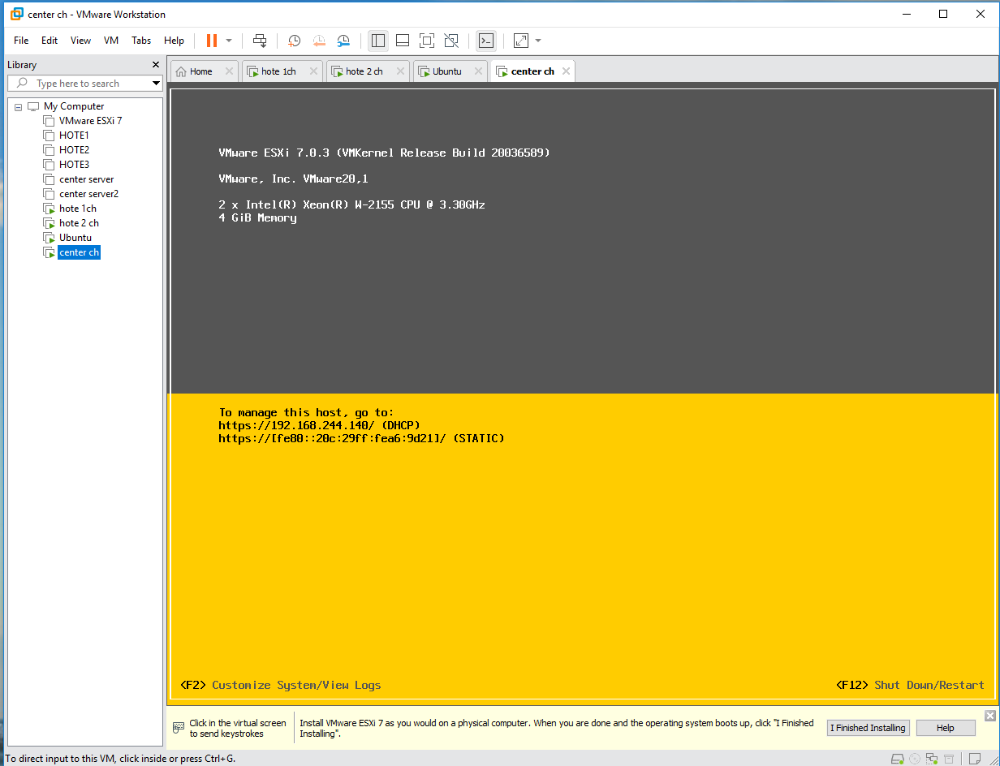 center ch - VMware Workstation
File Edit View VM Tabs Help
Library
Type here to search
My Computer
VMware ESXi 7
HOTE1
HOTE2
HOTE3
center server
center server2
hote 1ch
hote 2 ch
Ubuntu
center ch
Home hote 1ch hote 2 ch Ubuntu center ch
VMware ESXi 7.0.3 (VMKernel Release Build 20036589)
VMware, Inc. VMware20,1
2 x Intel(R) Xeon(R) W-2155 CPU @ 3.30GHz
4 GiB Memory
To manage this host, go to:
https://192.168.244.140/ (DHCP)
https://[fe80::20c:29ff:fea6:9d21]/ (STATIC)
<F2> Customize System/View Logs <F12> Shut Down/Restart
Click in the virtual screen
to send keystrokes
Install VMware ESXi 7 as you would on a physical computer. When you are done and the operating system boots up, click "I Finished
Installing".
I Finished Installing Help
To direct input to this VM, click inside or press Ctrl+G.